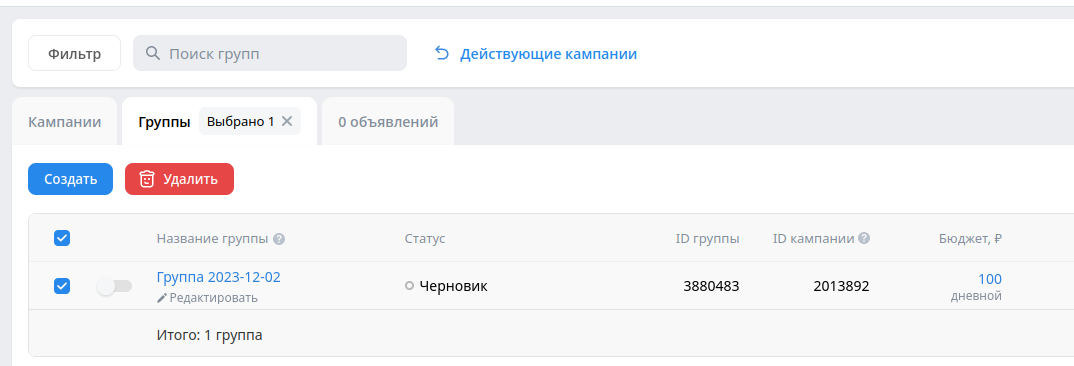 Фильтр Поиск групп Действующие кампании
Кампании Группы Выбрано 1 0 объявлений
Создать Удалить
Название группы ? Статус ID группы ID кампании ? Бюджет, ₽
Группа 2023-12-02 Черновик 3880483 2013892 100
Редактировать дневной
Итого: 1 группа